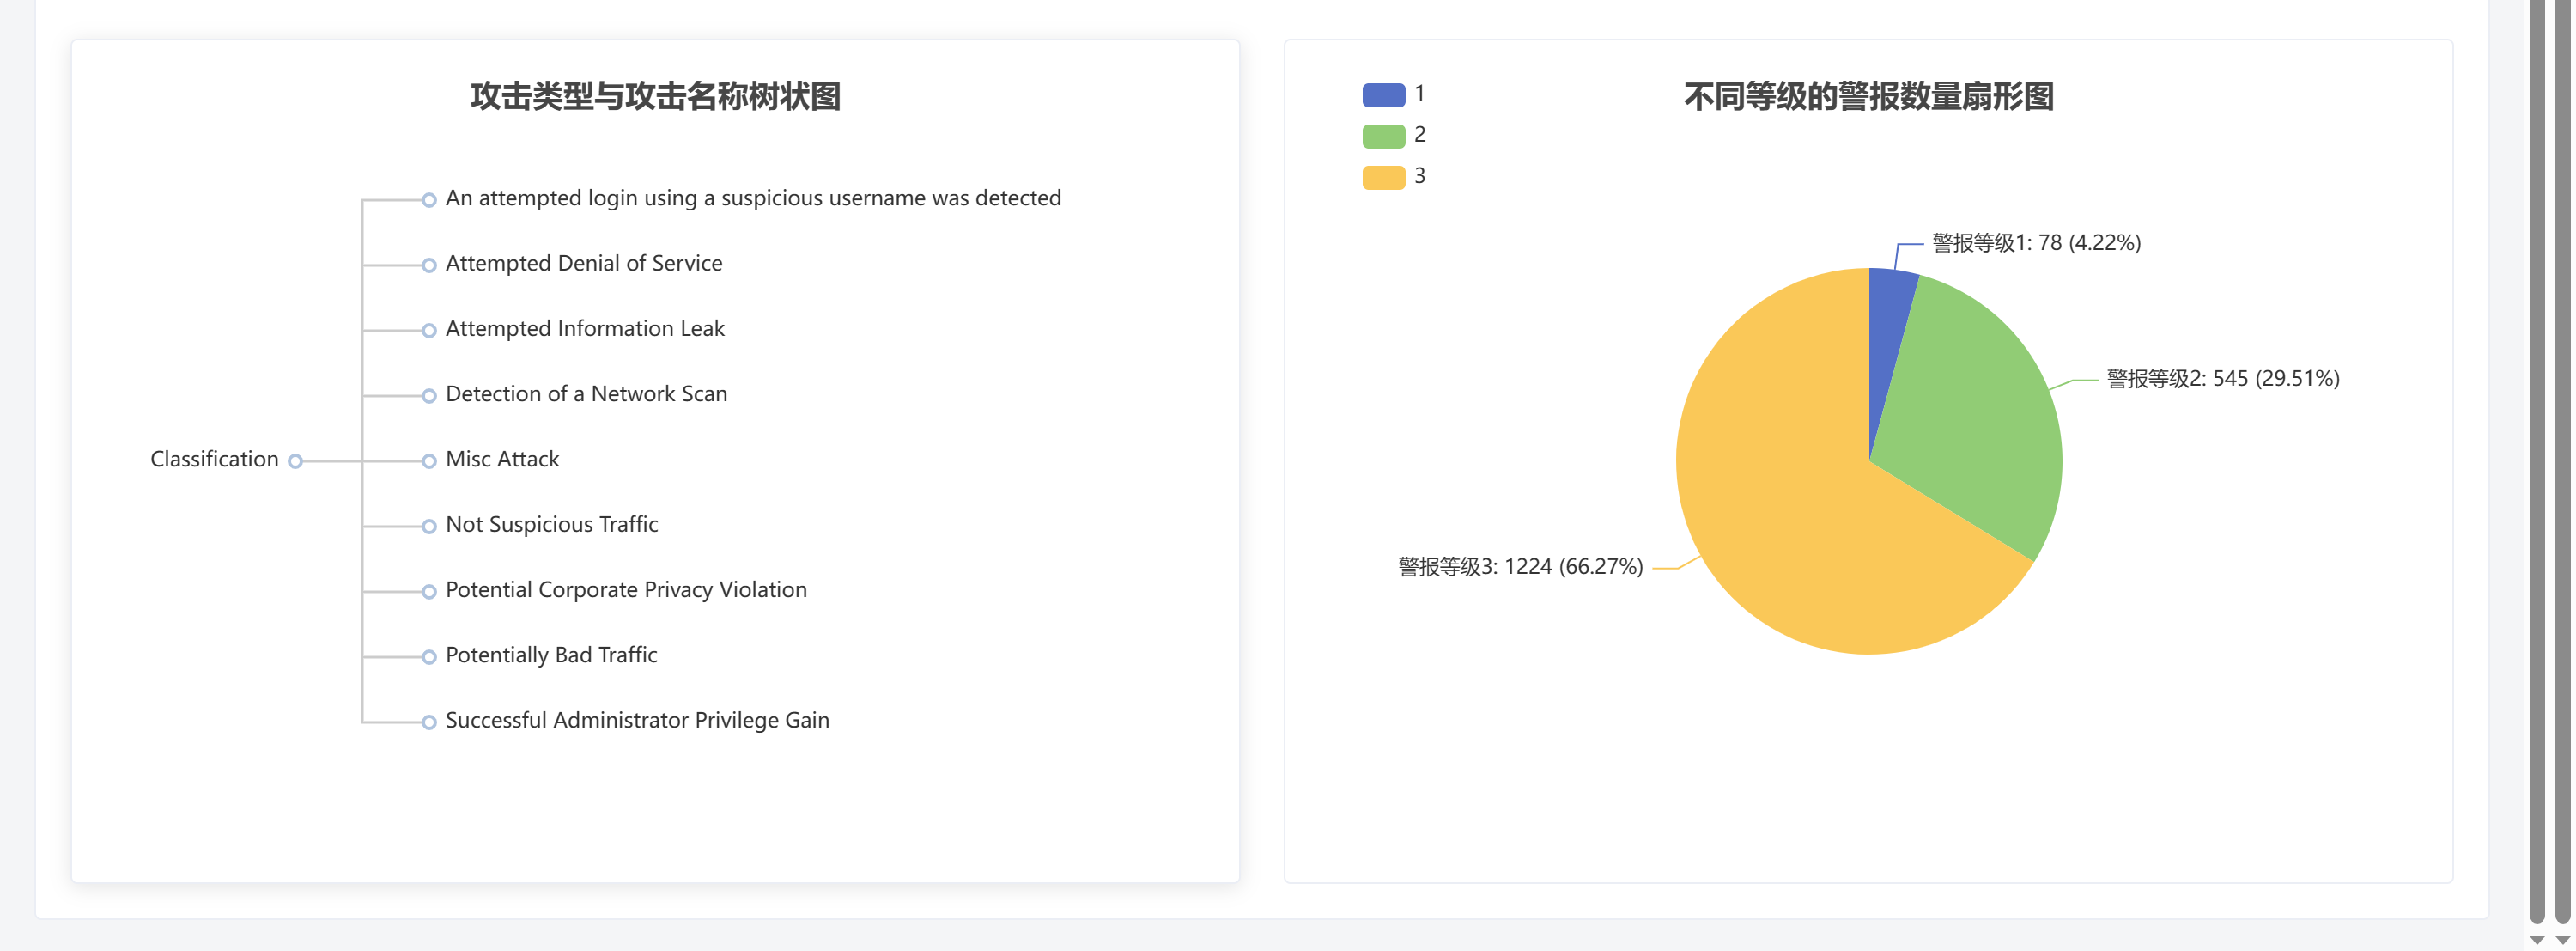 攻击类型与攻击名称树状图
An attempted login using a suspicious username was detected
Attempted Denial of Service
Attempted Information Leak
Detection of a Network Scan
Classification
Misc Attack
Not Suspicious Traffic
Potential Corporate Privacy Violation
Potentially Bad Traffic
Successful Administrator Privilege Gain
不同等级的警报数量扇形图
1
2
3
警报等级1: 78 (4.22%)
警报等级2: 545 (29.51%)
警报等级3: 1224 (66.27%)